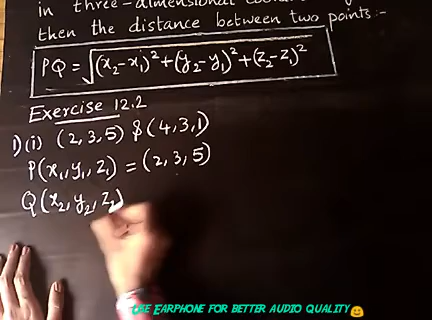 in three-dimensional
then the distance between two points:-
PQ = √(x₂-x₁)²+(y₂-y₁)²+(z₂-z₁)²
Exercise 12.2
1)(i) (2,3,5) & (4,3,1)
P(x₁,y₁,z₁) = (2,3,5)
Q(x₂,y₂,z₂)
USE EARPHONE FOR BETTER AUDIO QUALITY😊